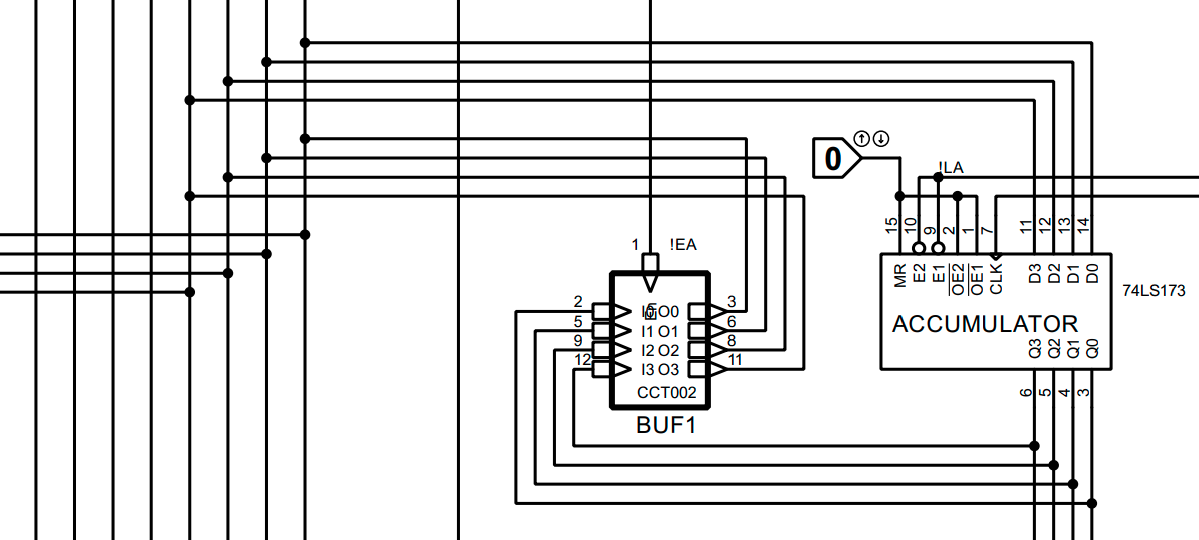 0
!LA
15 10 9 2 1 7 11 12 13 14
1 !EA
MR E2 E1 OE2 OE1 CLK D3 D2 D1 D0
74LS173
2 EN I0 O0 3
ACCUMULATOR
5 I1 O1 6
9 I2 O2 8
Q3 Q2 Q1 Q0
12 I3 O3 11
CCT002
6 5 4 3
BUF1